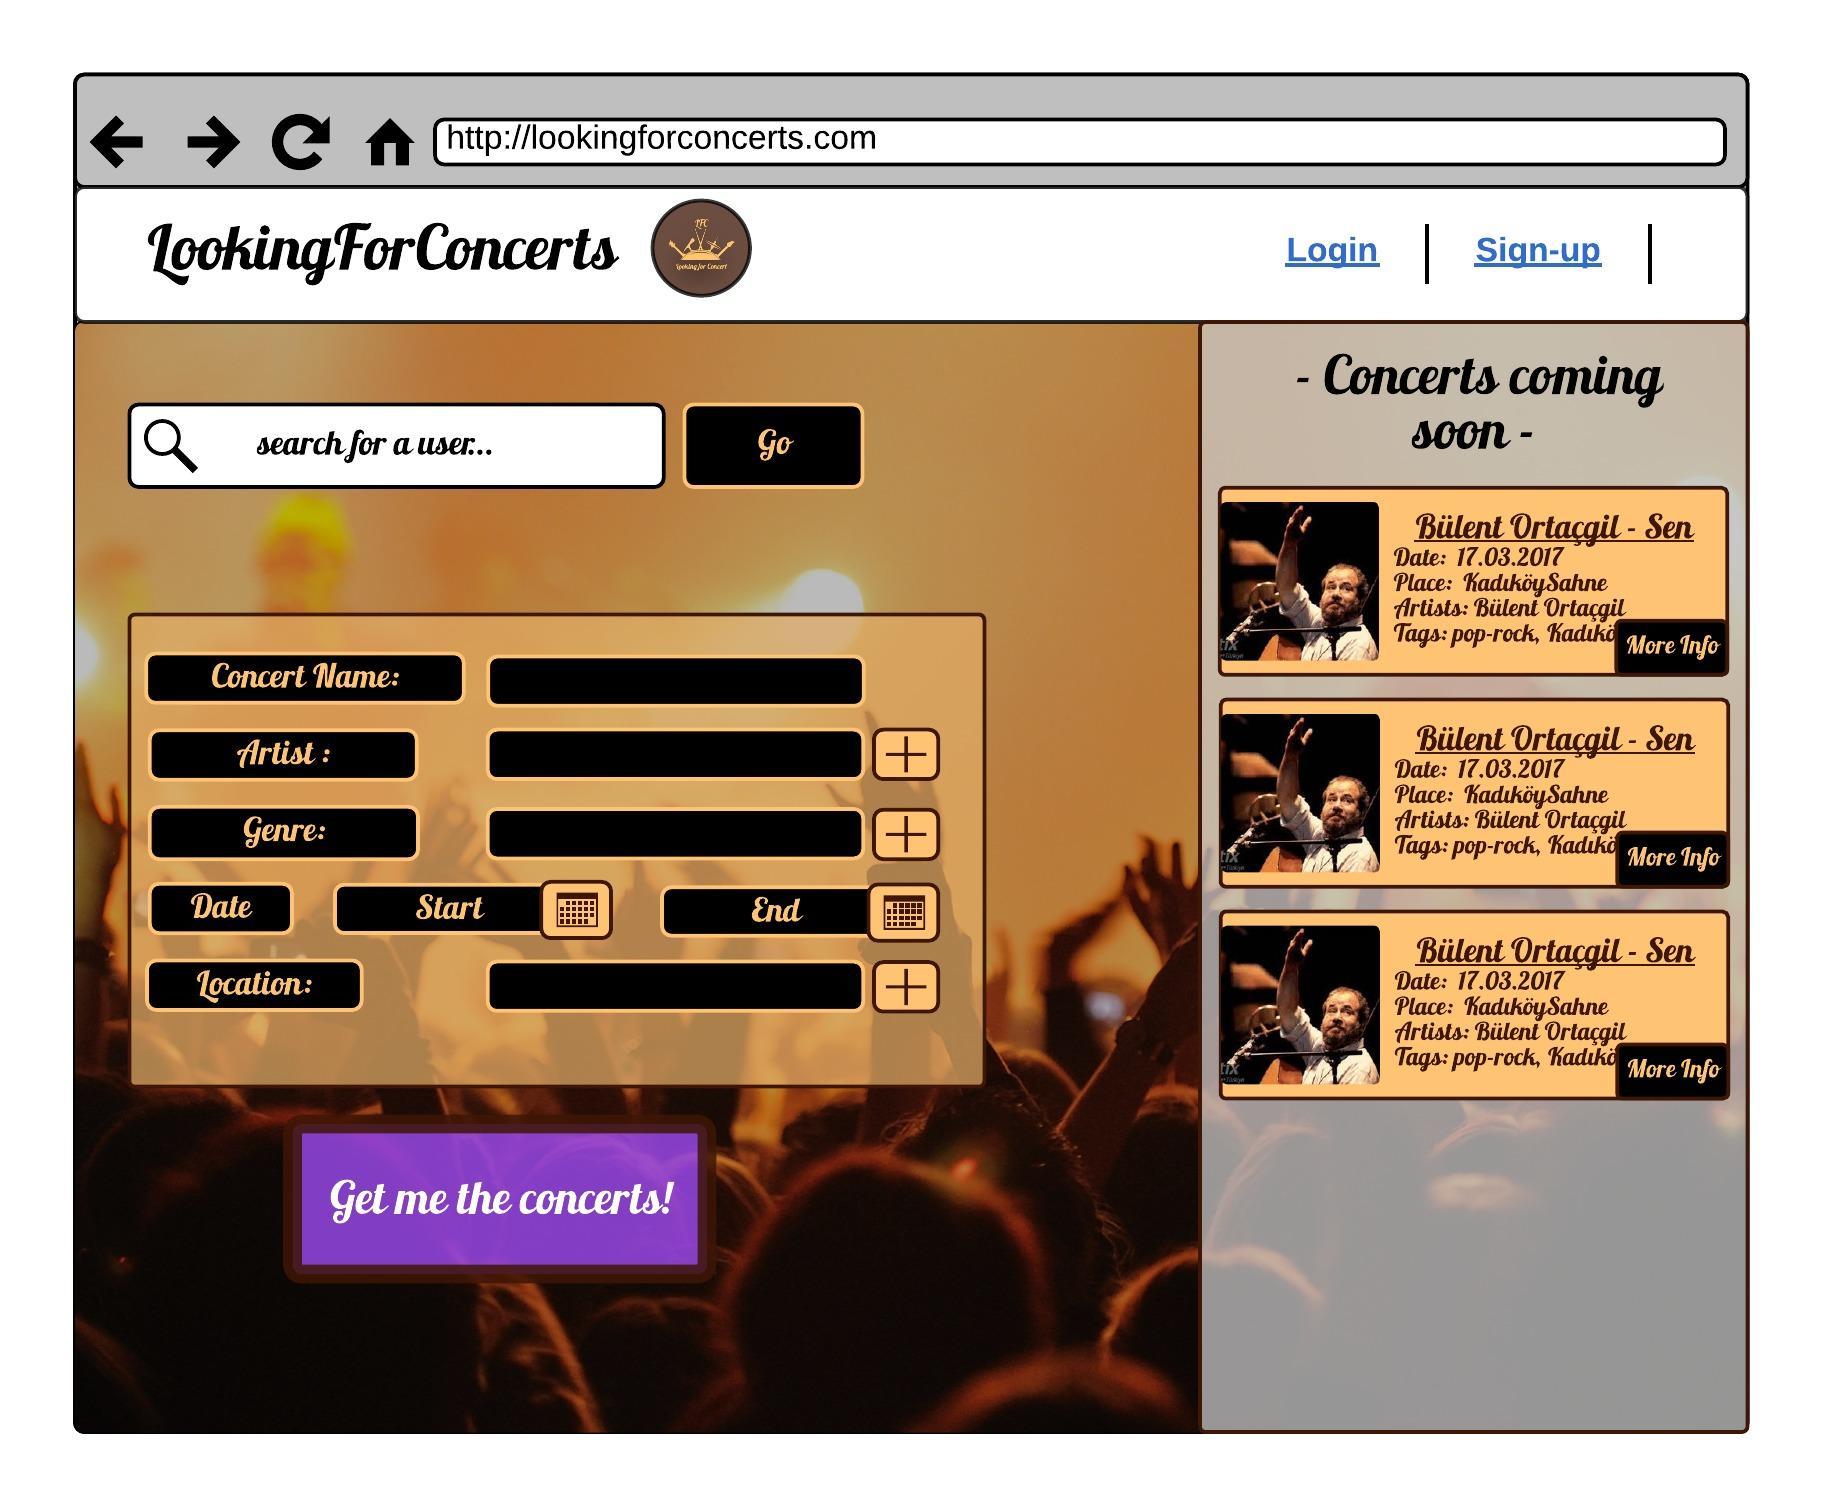 http://lookingforconcerts.com
LookingForConcerts
LFC
Looking for Concert
Login
Sign-up
search for a user...
Go
Concert Name:
Artist :
Genre:
Date
Start
End
Location:
Get me the concerts!
- Concerts coming
soon -
Bülent Ortaçgil - Sen
Date: 17.03.2017
Place: KadıköySahne
Artists: Bülent Ortaçgil
Tags: pop-rock, Kadıkö
More Info
Bülent Ortaçgil - Sen
Date: 17.03.2017
Place: KadıköySahne
Artists: Bülent Ortaçgil
Tags: pop-rock, Kadıkö
More Info
Bülent Ortaçgil - Sen
Date: 17.03.2017
Place: KadıköySahne
Artists: Bülent Ortaçgil
Tags: pop-rock, Kadıkö
More Info